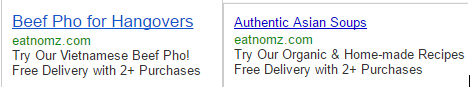 Beef Pho for Hangovers
eatnomz.com
Try Our Vietnamese Beef Pho!
Free Delivery with 2+ Purchases
Authentic Asian Soups
eatnomz.com
Try Our Organic & Home-made Recipes
Free Delivery with 2+ Purchases